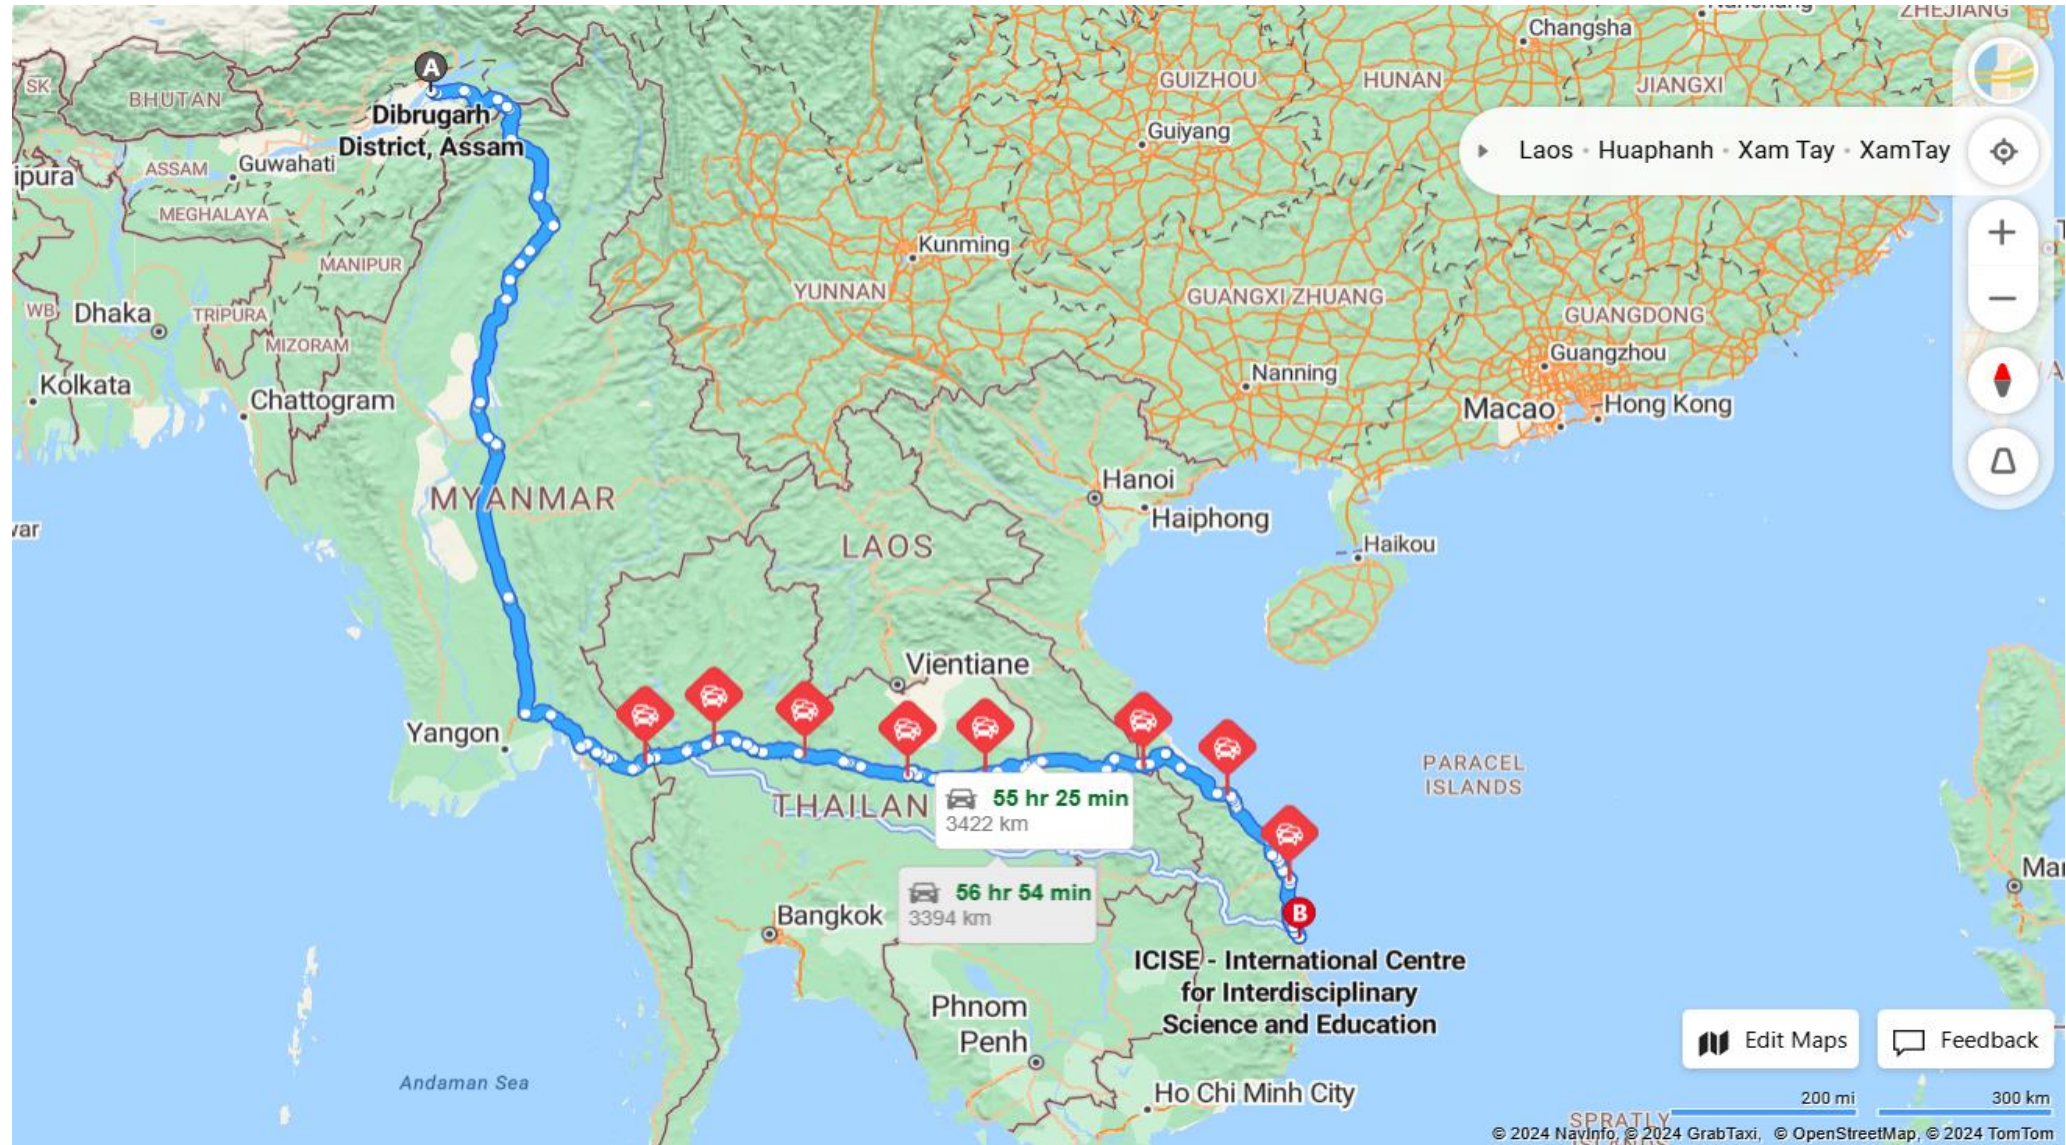 Changsha
ZHEJIANG
SK
BHUTAN
A
GUIZHOU
HUNAN
JIANGXI
Dibrugarh
District, Assam
Guiyang
Laos • Huaphanh • Xam Tay • XamTay
ASSAM
Guwahati
ipura
MEGHALAYA
MANIPUR
Kunming
YUNNAN
GUANGXI ZHUANG
GUANGDONG
WB
Dhaka
TRIPURA
MIZORAM
Guangzhou
Kolkata
Chattogram
Nanning
Macao
Hong Kong
MYANMAR
Hanoi
Haiphong
var
LAOS
Haikou
Vientiane
Yangon
PARACEL
ISLANDS
THAILAN
55 hr 25 min
3422 km
56 hr 54 min
3394 km
Bangkok
B
Mar
ICISE - International Centre
for Interdisciplinary
Science and Education
Phnom
Penh
Edit Maps
Feedback
Andaman Sea
Ho Chi Minh City
200 mi
300 km
SPRATLY
© 2024 NavInfo, © 2024 GrabTaxi, © OpenStreetMap, © 2024 TomTom